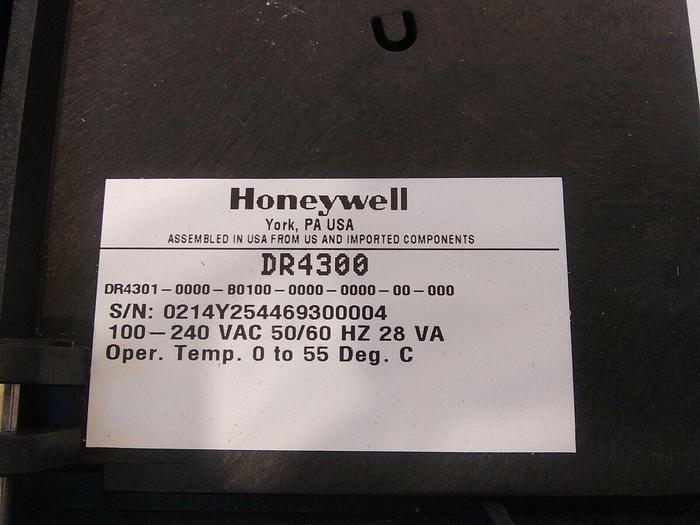 Honeywell
York, PA USA
ASSEMBLED IN USA FROM US AND IMPORTED COMPONENTS
DR4300
DR4301-0000-B0100-0000-0000-00-000
S/N: 0214Y254469300004
100-240 VAC 50/60 HZ 28 VA
Oper. Temp. 0 to 55 Deg. C